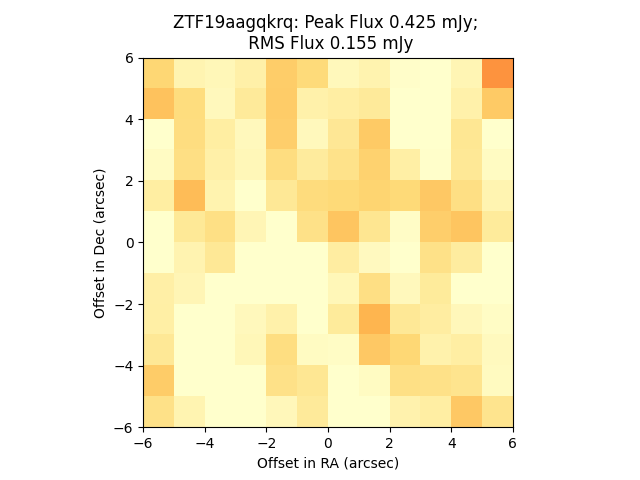 ZTF19aagqkrq: Peak Flux 0.425 mJy;
RMS Flux 0.155 mJy
6
4
2
0
−2
−4
−6
Offset in Dec (arcsec)
−6 −4 −2 0 2 4 6
Offset in RA (arcsec)